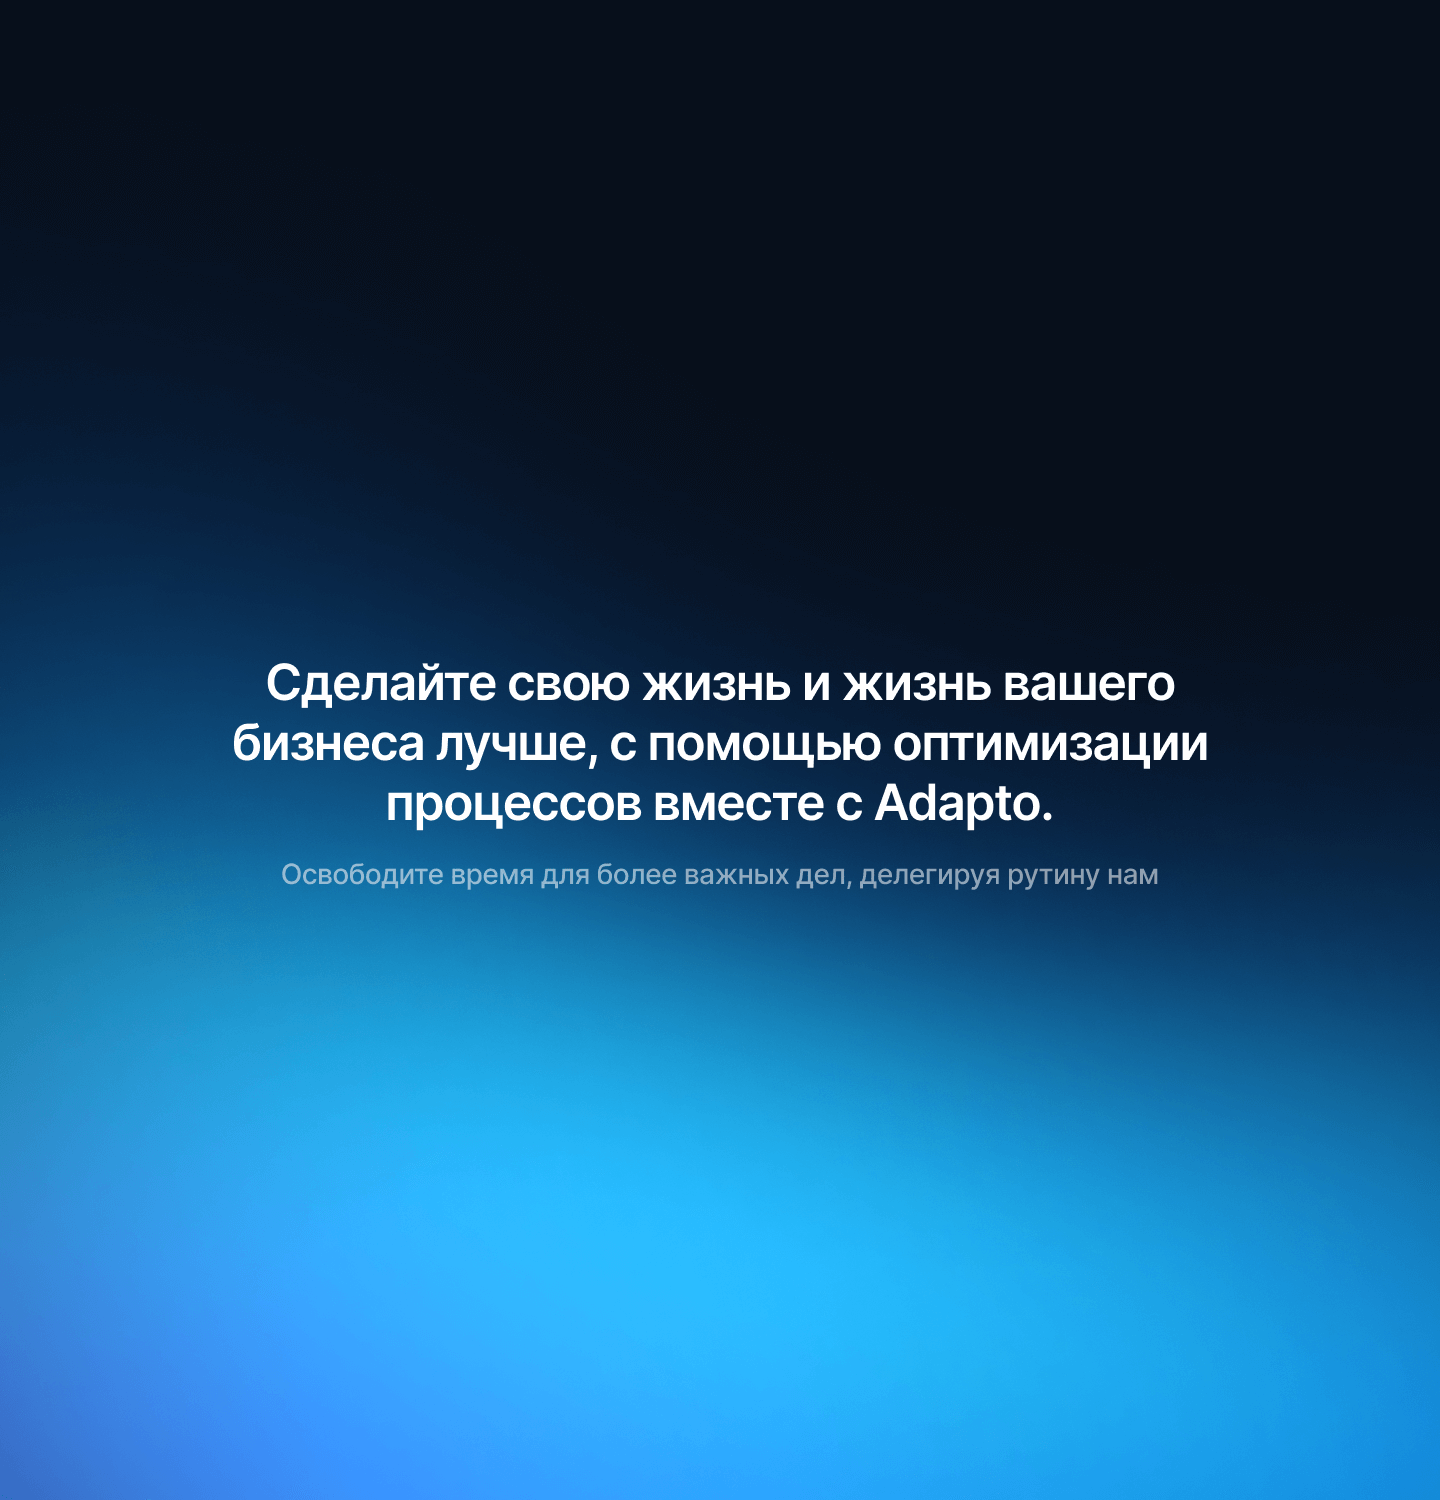 Сделайте свою жизнь и жизнь вашего
бизнеса лучше, с помощью оптимизации
процессов вместе с Adapto.
Освободите время для более важных дел, делегируя рутину нам